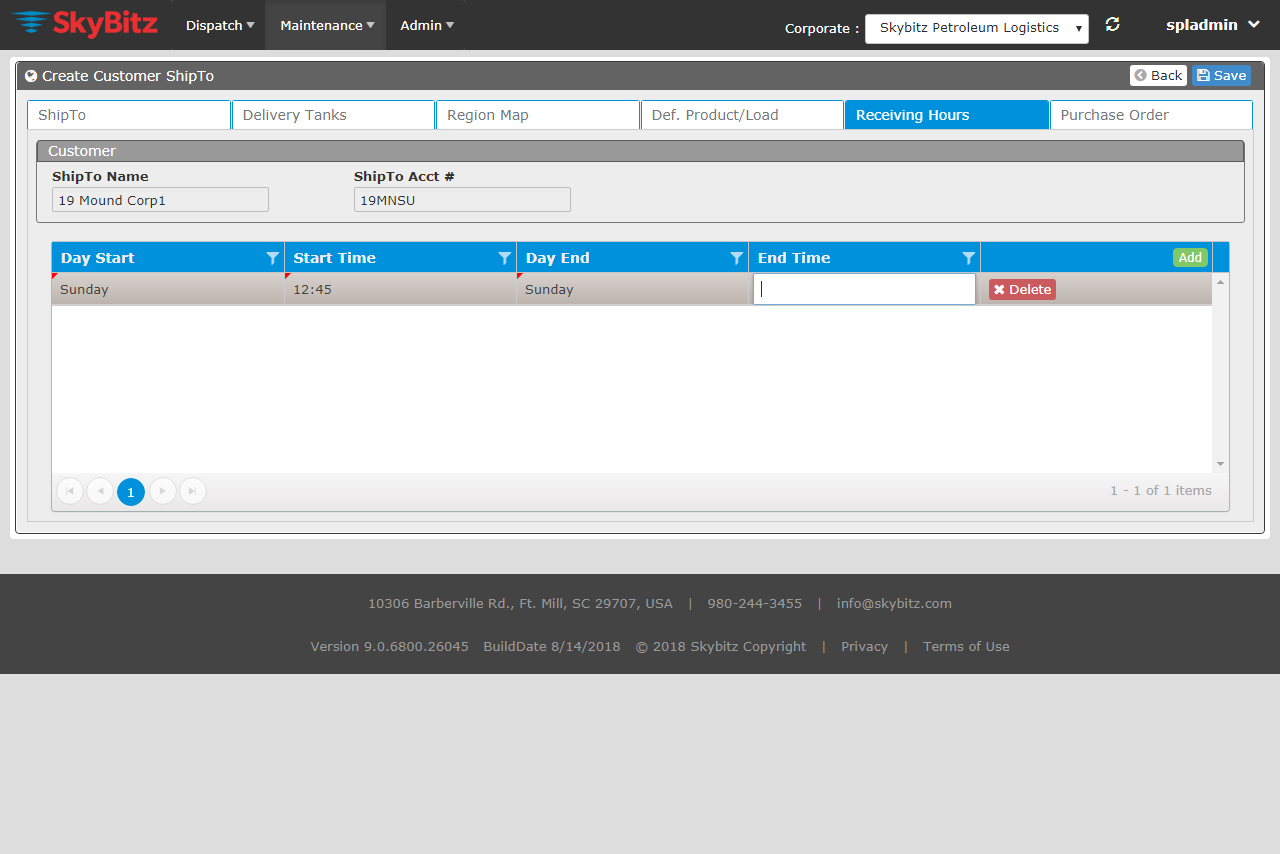 SkyBitz Dispatch Maintenance Admin Corporate : Skybitz Petroleum Logistics spladmin
Create Customer ShipTo Back Save
ShipTo Delivery Tanks Region Map Def. Product/Load Receiving Hours Purchase Order
Customer
ShipTo Name ShipTo Acct #
19 Mound Corp1 19MNSU
Day Start Start Time Day End End Time Add
Sunday 12:45 Sunday Delete
1 1 - 1 of 1 items
10306 Barberville Rd., Ft. Mill, SC 29707, USA | 980-244-3455 | info@skybitz.com
Version 9.0.6800.26045 BuildDate 8/14/2018 © 2018 Skybitz Copyright | Privacy | Terms of Use